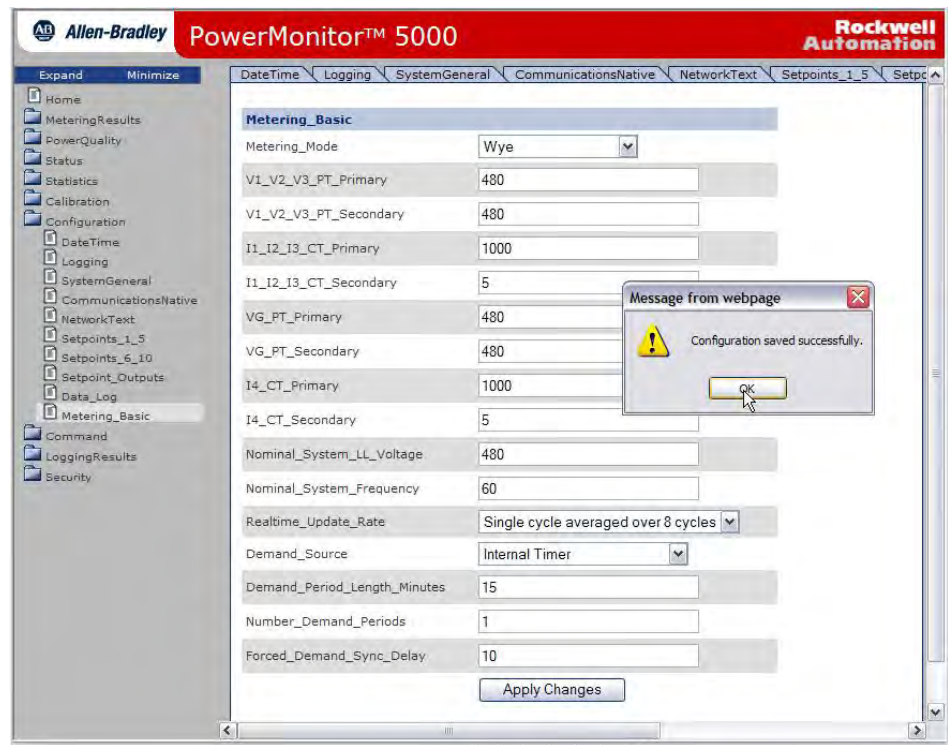 AB Allen-Bradley PowerMonitor™ 5000 Rockwell
Automation
Expand Minimize
Home
MeteringResults
PowerQuality
Status
Statistics
Calibration
Configuration
DateTime
Logging
SystemGeneral
CommunicationsNative
NetworkText
Setpoints_1_5
Setpoints_6_10
Setpoint_Outputs
Data_Log
Metering_Basic
Command
LoggingResults
Security
DateTime Logging SystemGeneral CommunicationsNative NetworkText Setpoints_1_5 Setpo
Metering_Basic
Metering_Mode Wye
V1_V2_V3_PT_Primary 480
V1_V2_V3_PT_Secondary 480
I1_I2_I3_CT_Primary 1000
I1_I2_I3_CT_Secondary 5
VG_PT_Primary 480
VG_PT_Secondary 480
I4_CT_Primary 1000
I4_CT_Secondary 5
Nominal_System_LL_Voltage 480
Nominal_System_Frequency 60
Realtime_Update_Rate Single cycle averaged over 8 cycles
Demand_Source Internal Timer
Demand_Period_Length_Minutes 15
Number_Demand_Periods 1
Forced_Demand_Sync_Delay 10
Apply Changes
Message from webpage
Configuration saved successfully.
OK